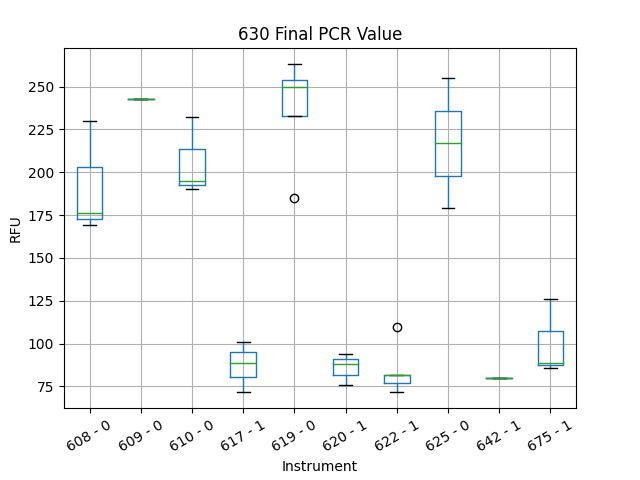 630 Final PCR Value
RFU
250
225
200
175
150
125
100
75
608 - 0
609 - 0
610 - 0
617 - 1
619 - 0
620 - 1
622 - 1
625 - 0
642 - 1
675 - 1
Instrument